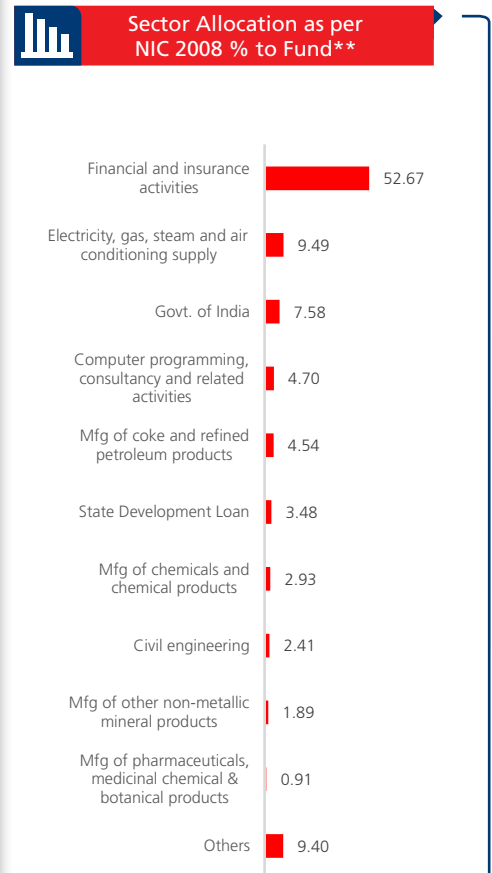 Sector Allocation as per
NIC 2008 % to Fund**
Financial and insurance
activities
52.67
Electricity, gas, steam and air
conditioning supply
9.49
Govt. of India
7.58
Computer programming,
consultancy and related
activities
4.70
Mfg of coke and refined
petroleum products
4.54
State Development Loan
3.48
Mfg of chemicals and
chemical products
2.93
Civil engineering
2.41
Mfg of other non-metallic
mineral products
1.89
Mfg of pharmaceuticals,
medicinal chemical &
botanical products
0.91
Others
9.40